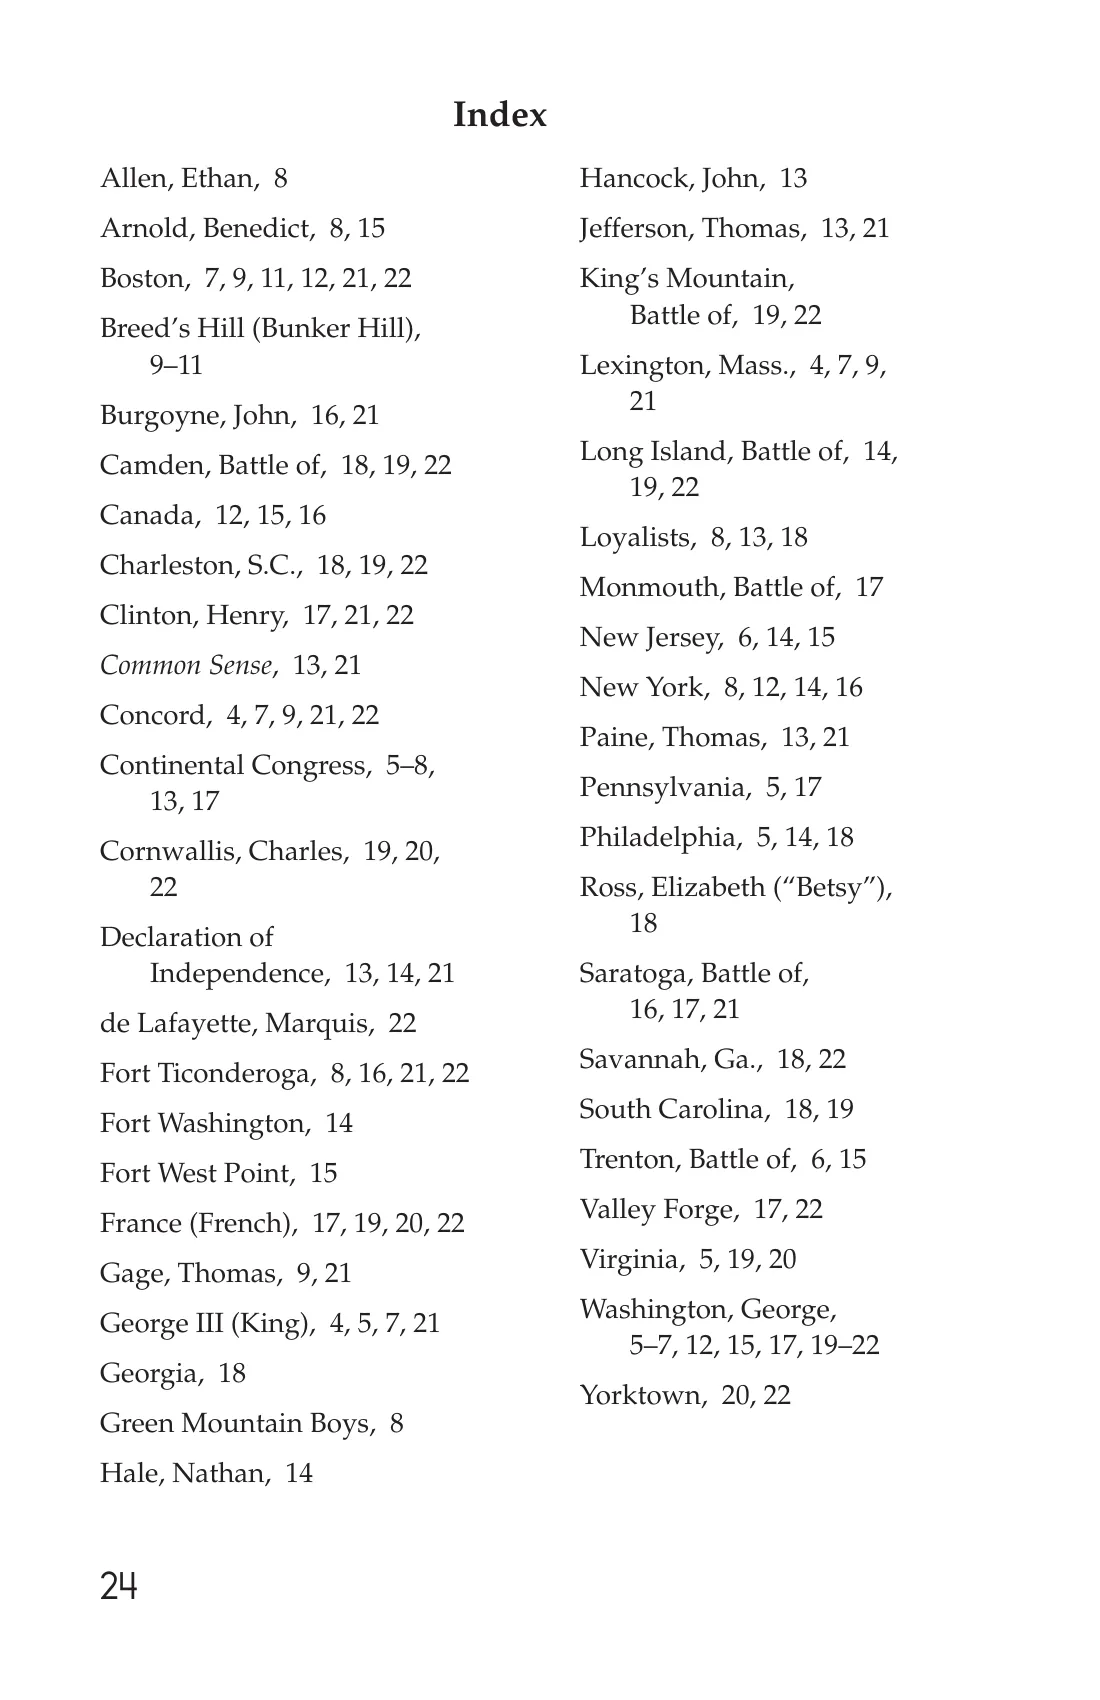 Index
Allen, Ethan, 8
Arnold, Benedict, 8, 15
Boston, 7, 9, 11, 12, 21, 22
Breed’s Hill (Bunker Hill),
9–11
Burgoyne, John, 16, 21
Camden, Battle of, 18, 19, 22
Canada, 12, 15, 16
Charleston, S.C., 18, 19, 22
Clinton, Henry, 17, 21, 22
Common Sense, 13, 21
Concord, 4, 7, 9, 21, 22
Continental Congress, 5–8,
13, 17
Cornwallis, Charles, 19, 20,
22
Declaration of
Independence, 13, 14, 21
de Lafayette, Marquis, 22
Fort Ticonderoga, 8, 16, 21, 22
Fort Washington, 14
Fort West Point, 15
France (French), 17, 19, 20, 22
Gage, Thomas, 9, 21
George III (King), 4, 5, 7, 21
Georgia, 18
Green Mountain Boys, 8
Hale, Nathan, 14
Hancock, John, 13
Jefferson, Thomas, 13, 21
King’s Mountain,
Battle of, 19, 22
Lexington, Mass., 4, 7, 9,
21
Long Island, Battle of, 14,
19, 22
Loyalists, 8, 13, 18
Monmouth, Battle of, 17
New Jersey, 6, 14, 15
New York, 8, 12, 14, 16
Paine, Thomas, 13, 21
Pennsylvania, 5, 17
Philadelphia, 5, 14, 18
Ross, Elizabeth (“Betsy”),
18
Saratoga, Battle of,
16, 17, 21
Savannah, Ga., 18, 22
South Carolina, 18, 19
Trenton, Battle of, 6, 15
Valley Forge, 17, 22
Virginia, 5, 19, 20
Washington, George,
5–7, 12, 15, 17, 19–22
Yorktown, 20, 22
24